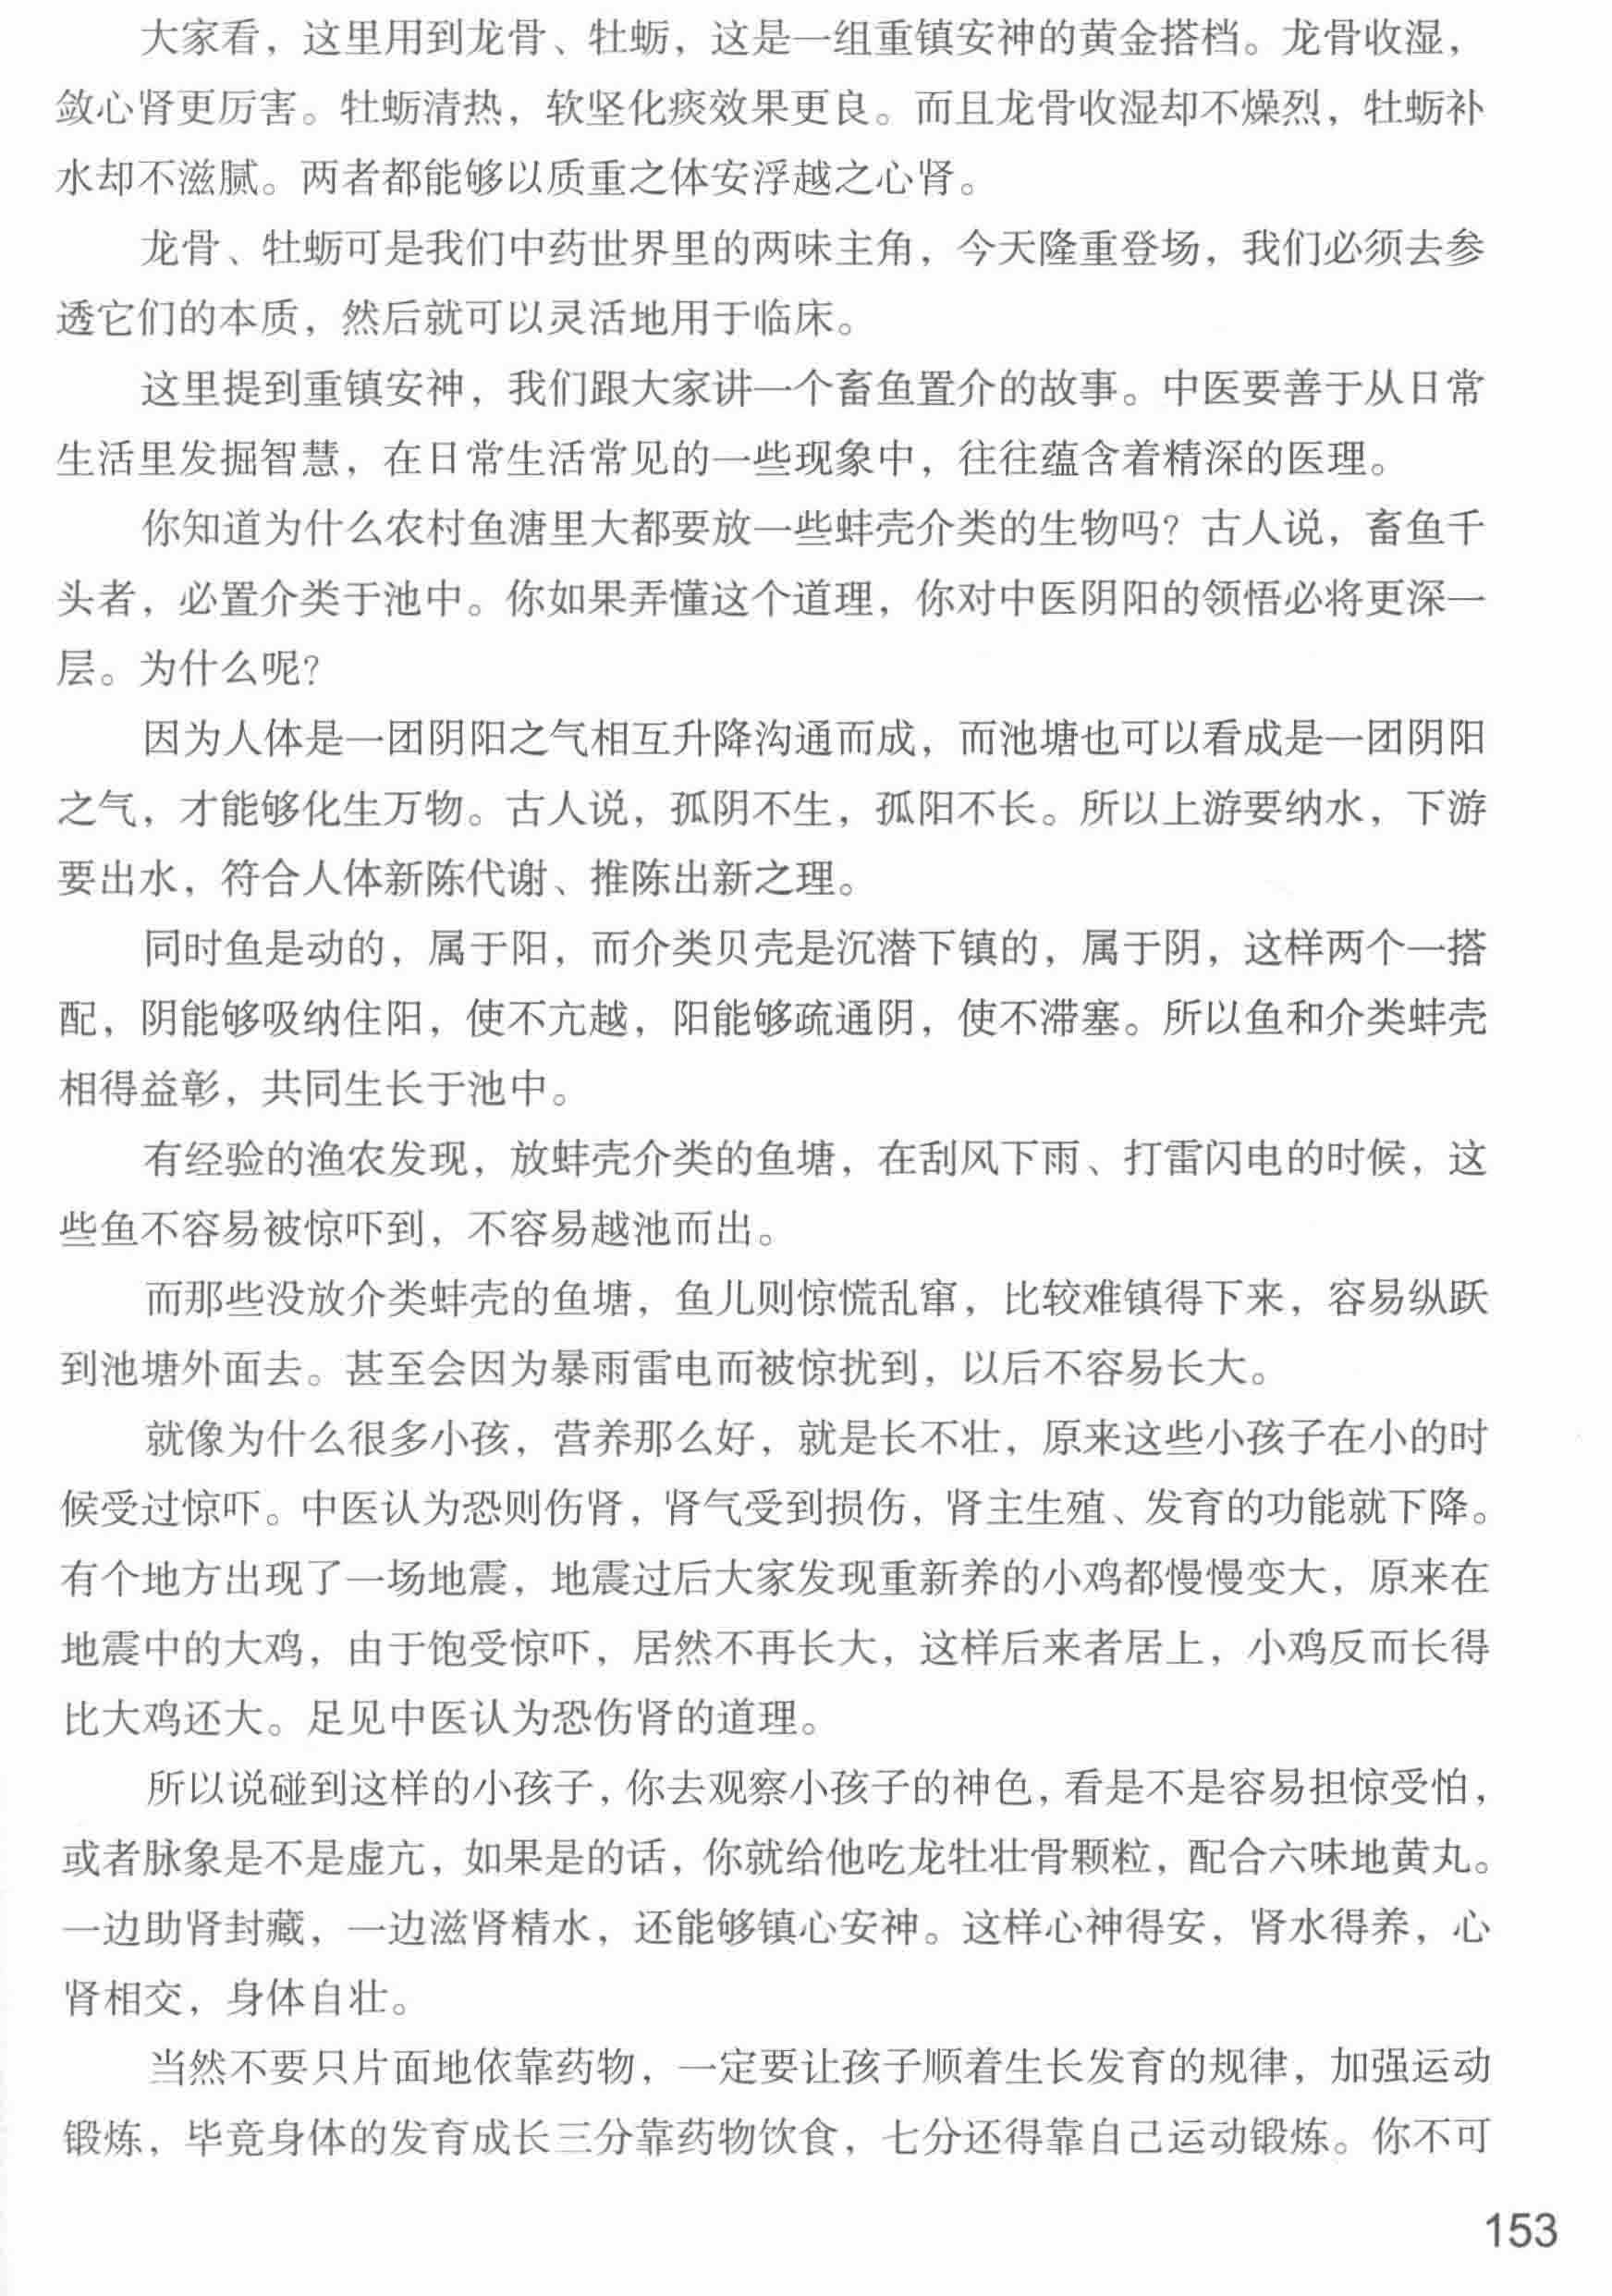 大家看，这里用到龙骨、牡蛎，这是一组重镇安神的黄金搭档。龙骨收湿，
敛心肾更厉害。牡蛎清热，软坚化痰效果更良。而且龙骨收湿却不燥烈，牡蛎补
水却不滋腻。两者都能够以质重之体安浮越之心肾。
龙骨、牡蛎可是我们中药世界里的两味主角，今天隆重登场，我们必须去参
透它们的本质，然后就可以灵活地用于临床。
这里提到重镇安神，我们跟大家讲一个畜鱼置介的故事。中医要善于从日常
生活里发掘智慧，在日常生活常见的一些现象中，往往蕴含着精深的医理。
你知道为什么农村鱼溏里大都要放一些蚌壳介类的生物吗？古人说，畜鱼千
头者，必置介类于池中。你如果弄懂这个道理，你对中医阴阳的领悟必将更深一
层。为什么呢？
因为人体是一团阴阳之气相互升降沟通而成，而池塘也可以看成是一团阴阳
之气，才能够化生万物。古人说，孤阴不生，孤阳不长。所以上游要纳水，下游
要出水，符合人体新陈代谢、推陈出新之理。
同时鱼是动的，属于阳，而介类贝壳是沉潜下镇的，属于阴，这样两个一搭
配，阴能够吸纳住阳，使不亢越，阳能够疏通阴，使不滞塞。所以鱼和介类蚌壳
相得益彰，共同生长于池中。
有经验的渔农发现，放蚌壳介类的鱼塘，在刮风下雨、打雷闪电的时候，这
些鱼不容易被惊吓到，不容易越池而出。
而那些没放介类蚌壳的鱼塘，鱼儿则惊慌乱窜，比较难镇得下来，容易纵跃
到池塘外面去。甚至会因为暴雨雷电而被惊扰到，以后不容易长大。
就像为什么很多小孩，营养那么好，就是长不壮，原来这些小孩子在小的时
候受过惊吓。中医认为恐则伤肾，肾气受到损伤，肾主生殖、发育的功能就下降。
有个地方出现了一场地震，地震过后大家发现重新养的小鸡都慢慢变大，原来在
地震中的大鸡，由于饱受惊吓，居然不再长大，这样后来者居上，小鸡反而长得
比大鸡还大。足见中医认为恐伤肾的道理。
所以说碰到这样的小孩子，你去观察小孩子的神色，看是不是容易担惊受怕，
或者脉象是不是虚亢，如果是的话，你就给他吃龙牡壮骨颗粒，配合六味地黄丸。
一边助肾封藏，一边滋肾精水，还能够镇心安神。这样心神得安，肾水得养，心
肾相交，身体自壮。
当然不要只片面地依靠药物，一定要让孩子顺着生长发育的规律，加强运动
锻炼，毕竟身体的发育成长三分靠药物饮食，七分还得靠自己运动锻炼。你不可
153